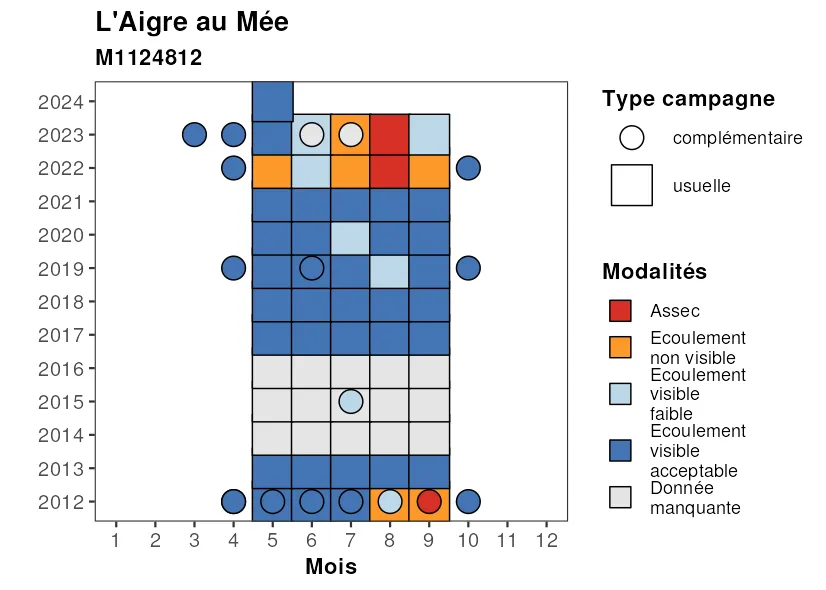 L'Aigre au Mée
M1124812
2024
2023
2022
2021
2020
2019
2018
2017
2016
2015
2014
2013
2012
1 2 3 4 5 6 7 8 9 10 11 12
Mois
Type campagne
complémentaire
usuelle
Modalités
Assec
Ecoulement
non visible
Ecoulement
visible
faible
Ecoulement
visible
acceptable
Donnée
manquante